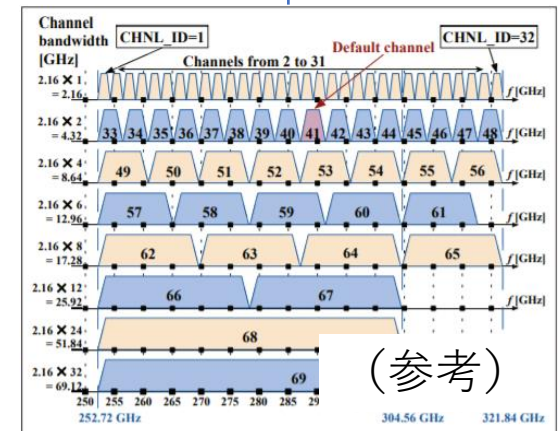 Channel
bandwidth
[GHz]
CHNL_ID=1
CHNL_ID=32
Default channel
Channels from 2 to 31
2.16 × 1
= 2.16
f [GHz]
2.16 × 2
= 4.32
33 34 35 36 37 38 39 40 41 42 43 44 45 46 47 48
f [GHz]
2.16 × 4
= 8.64
49 50 51 52 53 54 55 56
f [GHz]
2.16 × 6
= 12.96
57 58 59 60 61
f [GHz]
2.16 × 8
= 17.28
62 63 64 65
f [GHz]
2.16 × 12
= 25.92
66 67
f [GHz]
2.16 × 24
= 51.84
68
2.16 × 32
= 69.12
69
(参考)
250 255 260 265 270 275 280 285
252.72 GHz
304.56 GHz
321.84 GHz